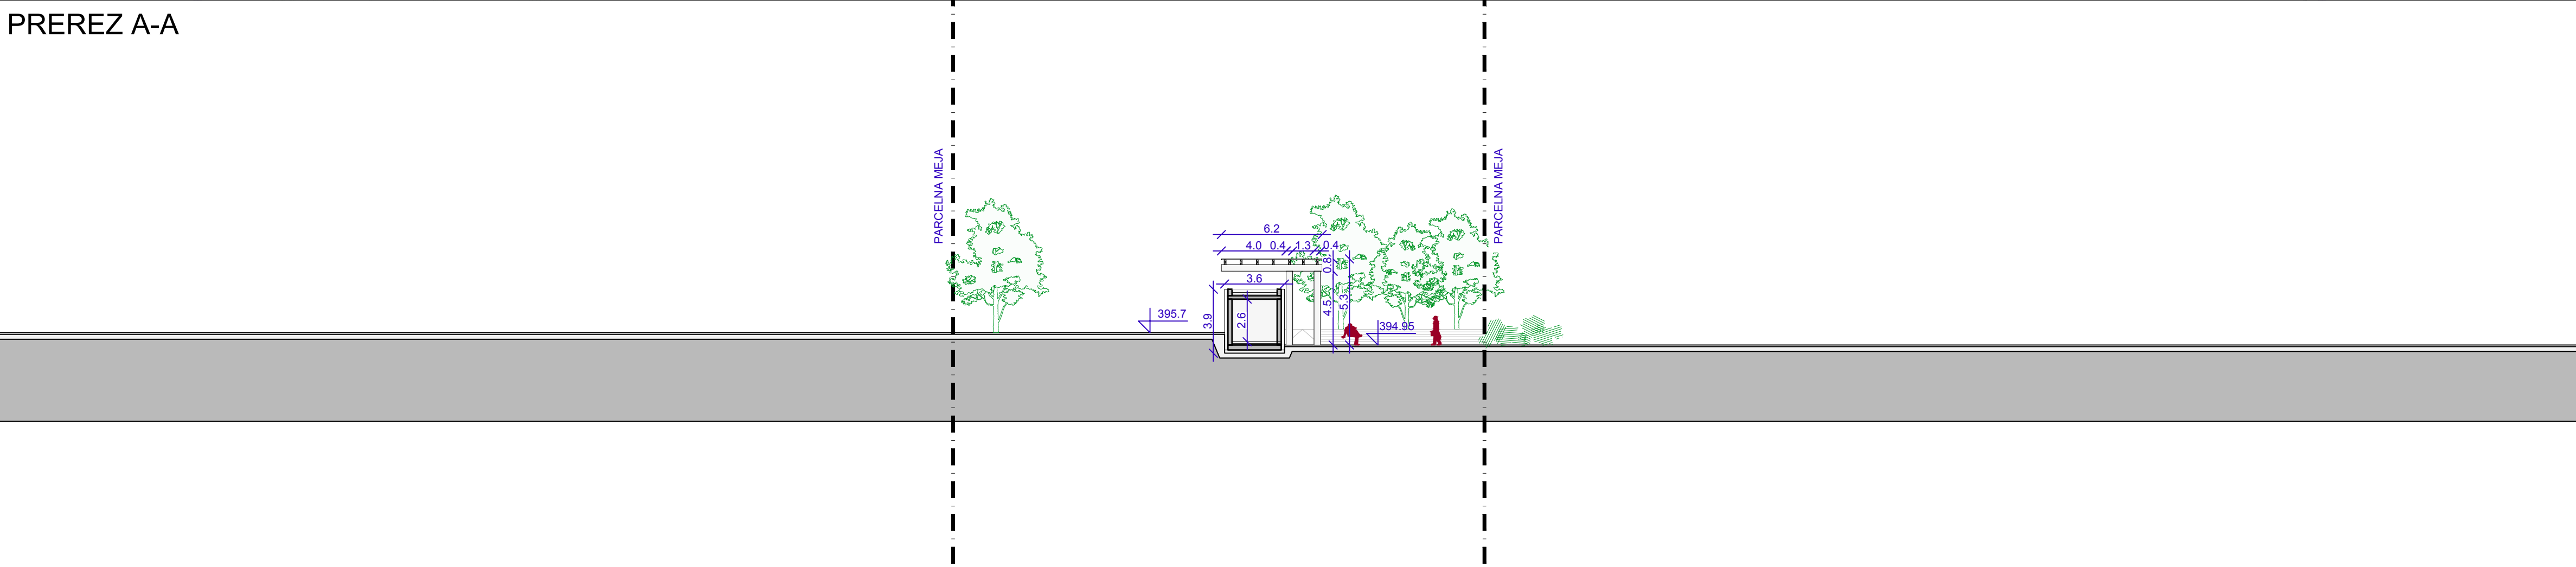 PREREZ A-A
PARCELNA MEJA
PARCELNA MEJA
6.2
4.0 0.4 1.3 0.4
0.8
3.6
395.7
3.9
2.6
4.5
5.3
394.95